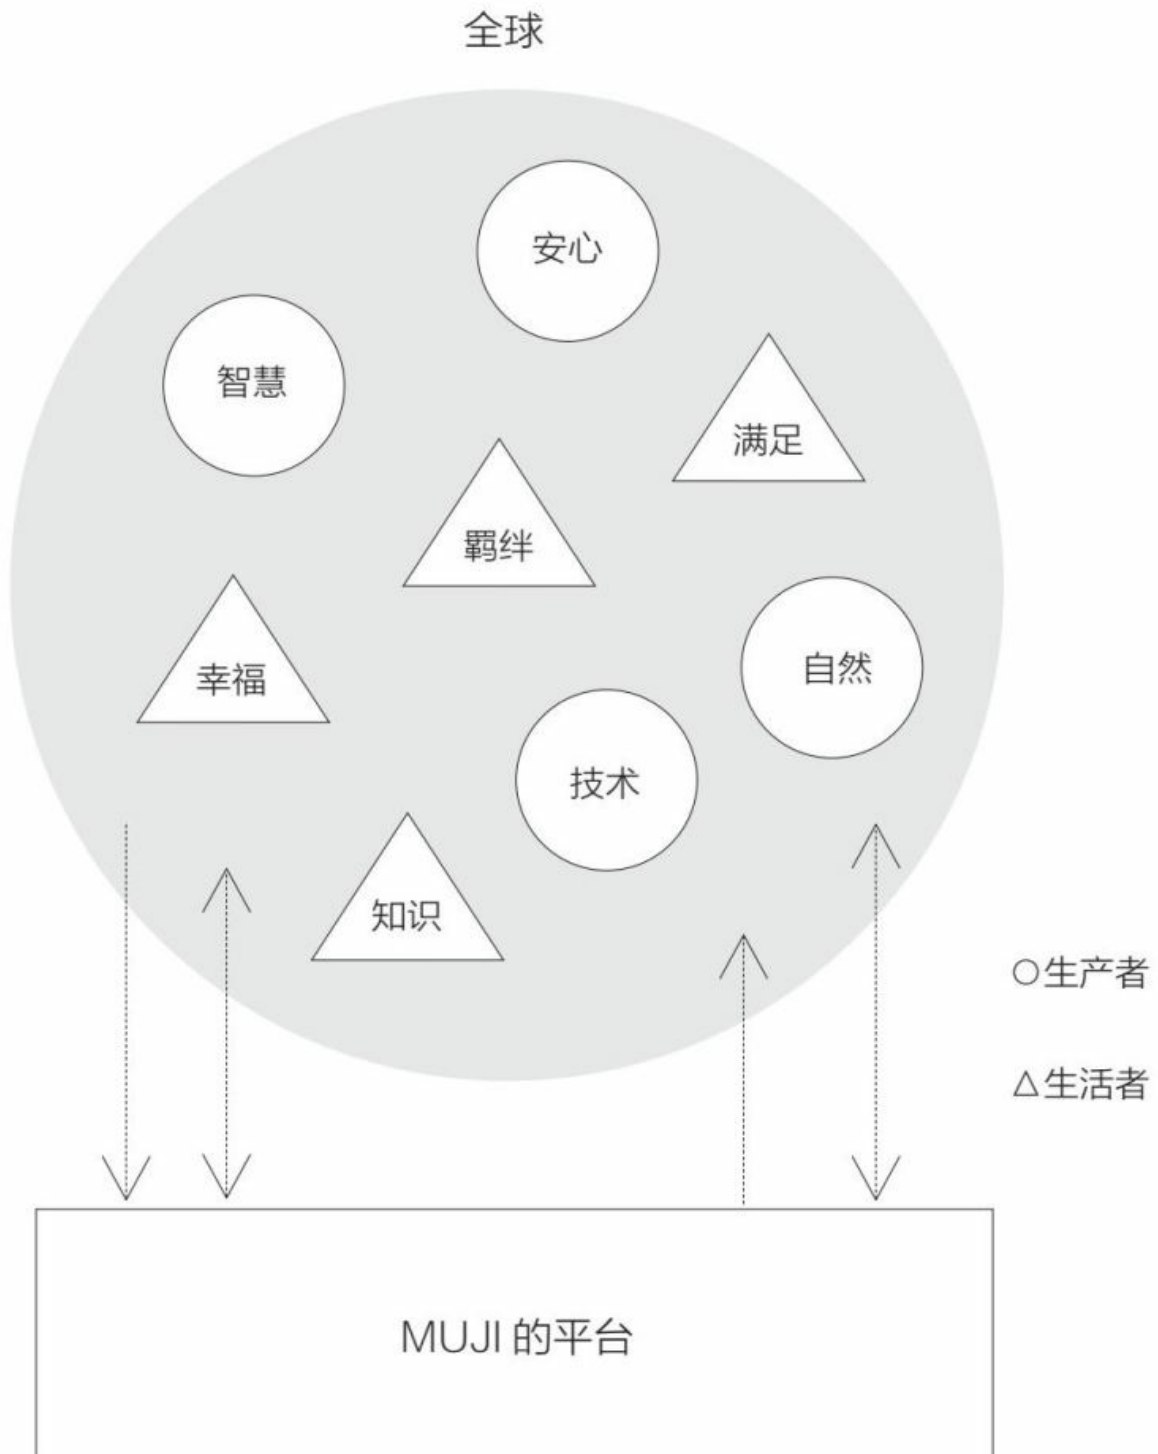 全球
安心
智慧
满足
羁绊
幸福
自然
技术
知识
○生产者
△生活者
MUJI 的平台